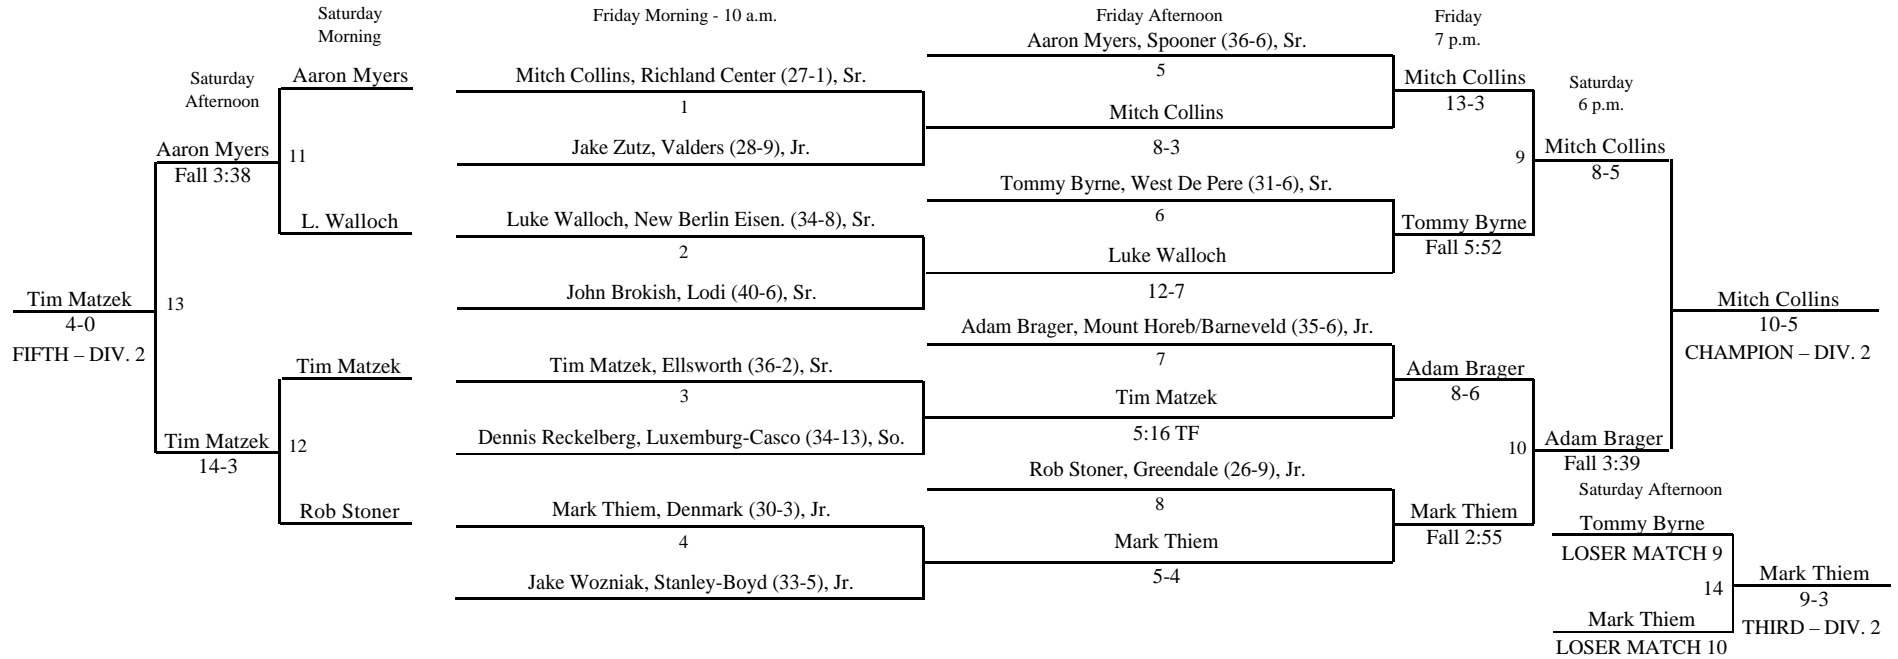 Saturday
Morning
Friday Morning - 10 a.m.
Friday Afternoon
Friday
7 p.m.
Saturday
Afternoon
Saturday
6 p.m.
Aaron Myers
11
L. Walloch
Aaron Myers
Fall 3:38
Tim Matzek
12
Rob Stoner
Tim Matzek
14-3
13
Tim Matzek
4-0
FIFTH – DIV. 2
Mitch Collins, Richland Center (27-1), Sr.
1
Jake Zutz, Valders (28-9), Jr.
Luke Walloch, New Berlin Eisen. (34-8), Sr.
2
John Brokish, Lodi (40-6), Sr.
Tim Matzek, Ellsworth (36-2), Sr.
3
Dennis Reckelberg, Luxemburg-Casco (34-13), So.
Mark Thiem, Denmark (30-3), Jr.
4
Jake Wozniak, Stanley-Boyd (33-5), Jr.
Aaron Myers, Spooner (36-6), Sr.
5
Mitch Collins
8-3
Tommy Byrne, West De Pere (31-6), Sr.
6
Luke Walloch
12-7
Adam Brager, Mount Horeb/Barneveld (35-6), Jr.
7
Tim Matzek
5:16 TF
Rob Stoner, Greendale (26-9), Jr.
8
Mark Thiem
5-4
Mitch Collins
13-3
9
Tommy Byrne
Fall 5:52
Adam Brager
8-6
10
Mark Thiem
Fall 2:55
Mitch Collins
8-5
Adam Brager
Fall 3:39
Mitch Collins
10-5
CHAMPION – DIV. 2
Saturday Afternoon
Tommy Byrne
LOSER MATCH 9
14
Mark Thiem
LOSER MATCH 10
Mark Thiem
9-3
THIRD – DIV. 2